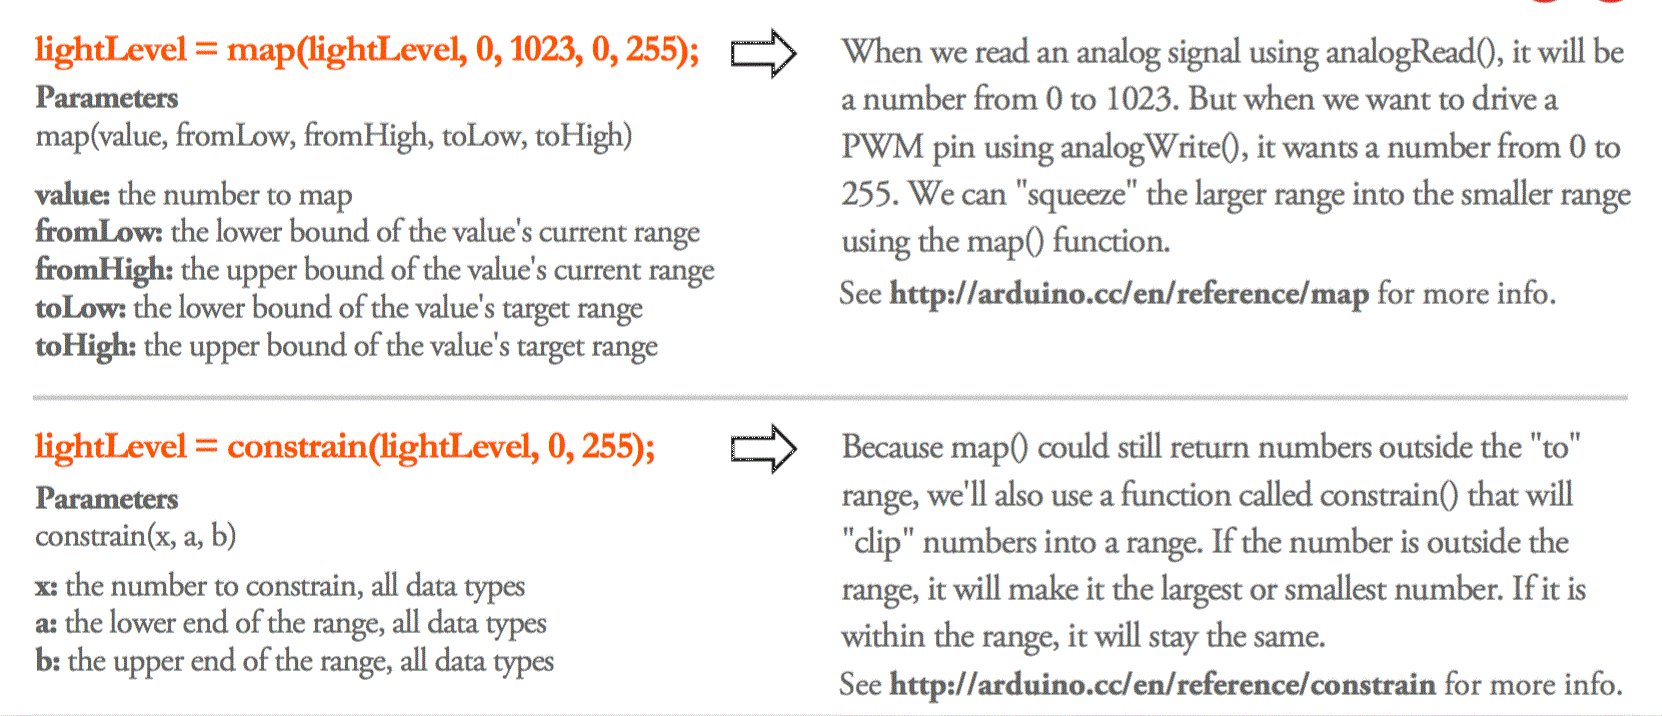 lightLevel = map(lightLevel, 0, 1023, 0, 255);
Parameters
map(value, fromLow, fromHigh, toLow, toHigh)
value: the number to map
fromLow: the lower bound of the value's current range
fromHigh: the upper bound of the value's current range
toLow: the lower bound of the value's target range
toHigh: the upper bound of the value's target range
When we read an analog signal using analogRead(), it will be
a number from 0 to 1023. But when we want to drive a
PWM pin using analogWrite(), it wants a number from 0 to
255. We can "squeeze" the larger range into the smaller range
using the map() function.
See http://arduino.cc/en/reference/map for more info.
lightLevel = constrain(lightLevel, 0, 255);
Parameters
constrain(x, a, b)
x: the number to constrain, all data types
a: the lower end of the range, all data types
b: the upper end of the range, all data types
Because map() could still return numbers outside the "to"
range, we'll also use a function called constrain() that will
"clip" numbers into a range. If the number is outside the
range, it will make it the largest or smallest number. If it is
within the range, it will stay the same.
See http://arduino.cc/en/reference/constrain for more info.